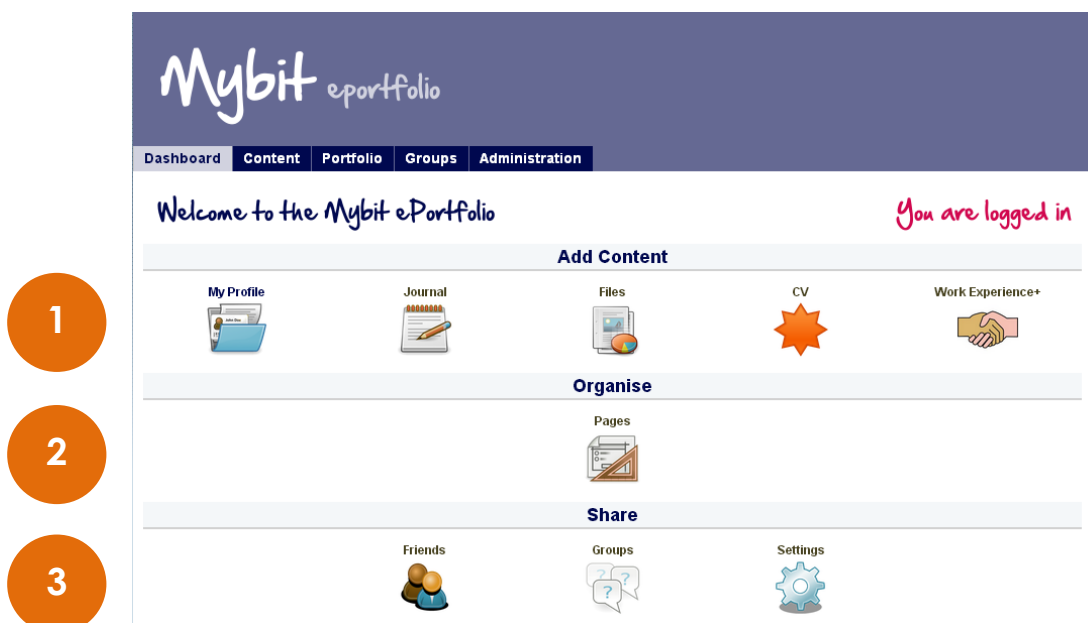 Mybit eportfolio
Dashboard Content Portfolio Groups Administration
Welcome to the Mybit ePortfolio You are logged in
Add Content
1
My Profile Journal Files CV Work Experience+
Organise
2
Pages
Share
3
Friends Groups Settings